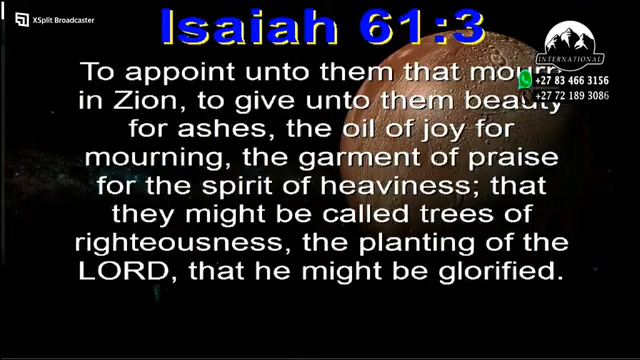 XSplit Broadcaster
Isaiah 61:3
INTERNATIONAL
+27 83 466 3156
+27 72 189 3086
To appoint unto them that mourn
in Zion, to give unto them beauty
for ashes, the oil of joy for
mourning, the garment of praise
for the spirit of heaviness; that
they might be called trees of
righteousness, the planting of the
LORD, that he might be glorified.